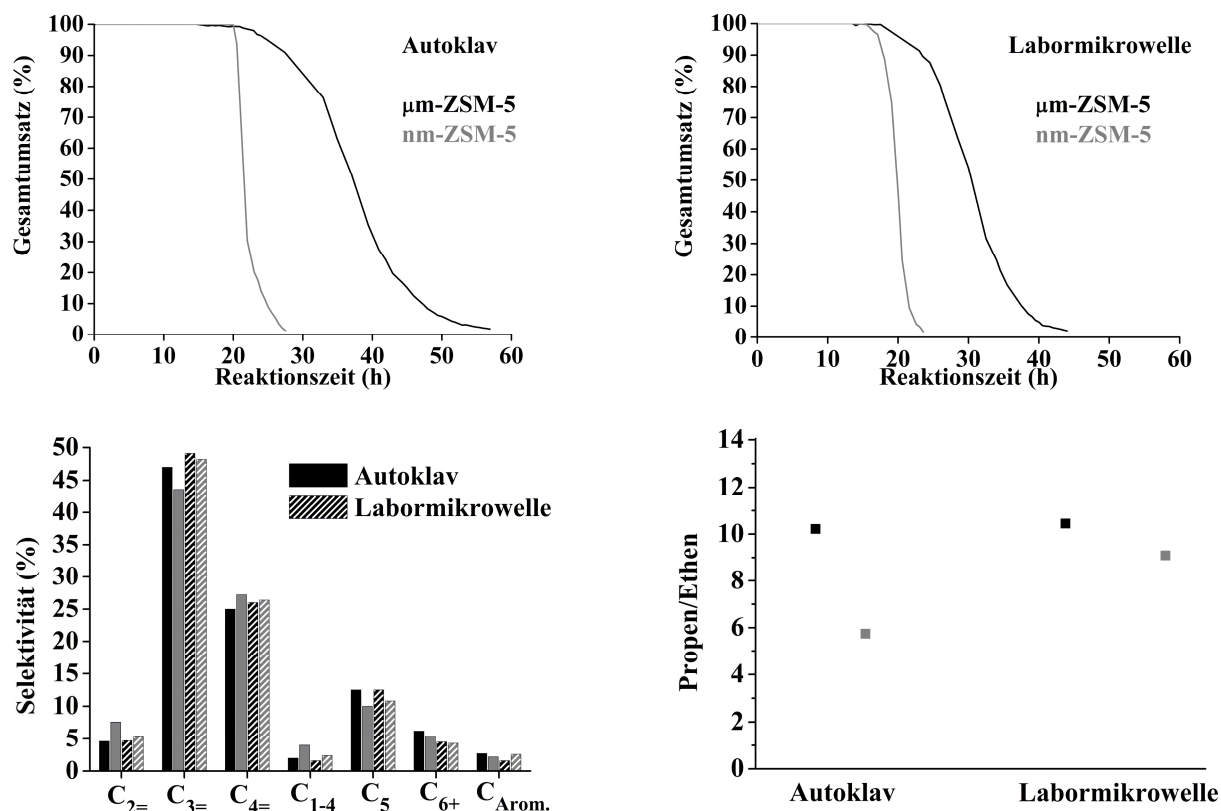 100
90
80
70
60
50
40
30
20
10
0
Gesamtumsatz (%)
Autoklav
µm-ZSM-5
nm-ZSM-5
0 10 20 30 40 50 60
Reaktionszeit (h)
100
90
80
70
60
50
40
30
20
10
0
Gesamtumsatz (%)
Labormikrowelle
µm-ZSM-5
nm-ZSM-5
0 10 20 30 40 50 60
Reaktionszeit (h)
50
45
40
35
30
25
20
15
10
5
0
Selektivität (%)
Autoklav
Labormikrowelle
C2= C3= C4= C1-4 C5 C6+ CArom.
14
12
10
8
6
4
2
0
Propen/Ethen
Autoklav Labormikrowelle